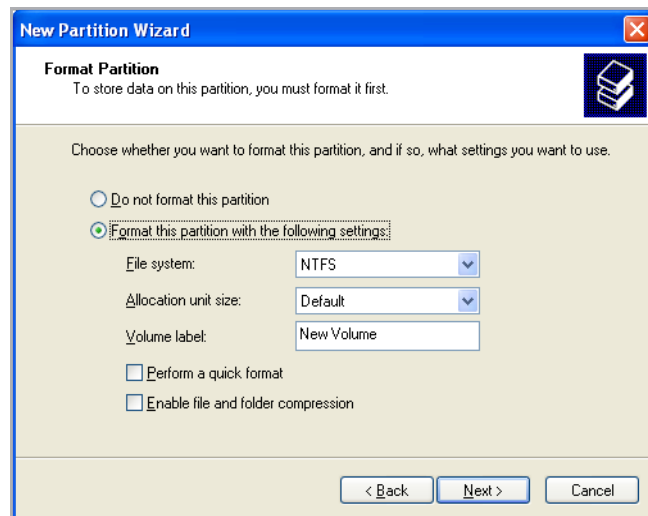 New Partition Wizard
Format Partition
To store data on this partition, you must format it first.
Choose whether you want to format this partition, and if so, what settings you want to use.
Do not format this partition
Format this partition with the following settings:
File system: NTFS
Allocation unit size: Default
Volume label: New Volume
Perform a quick format
Enable file and folder compression
< Back Next > Cancel